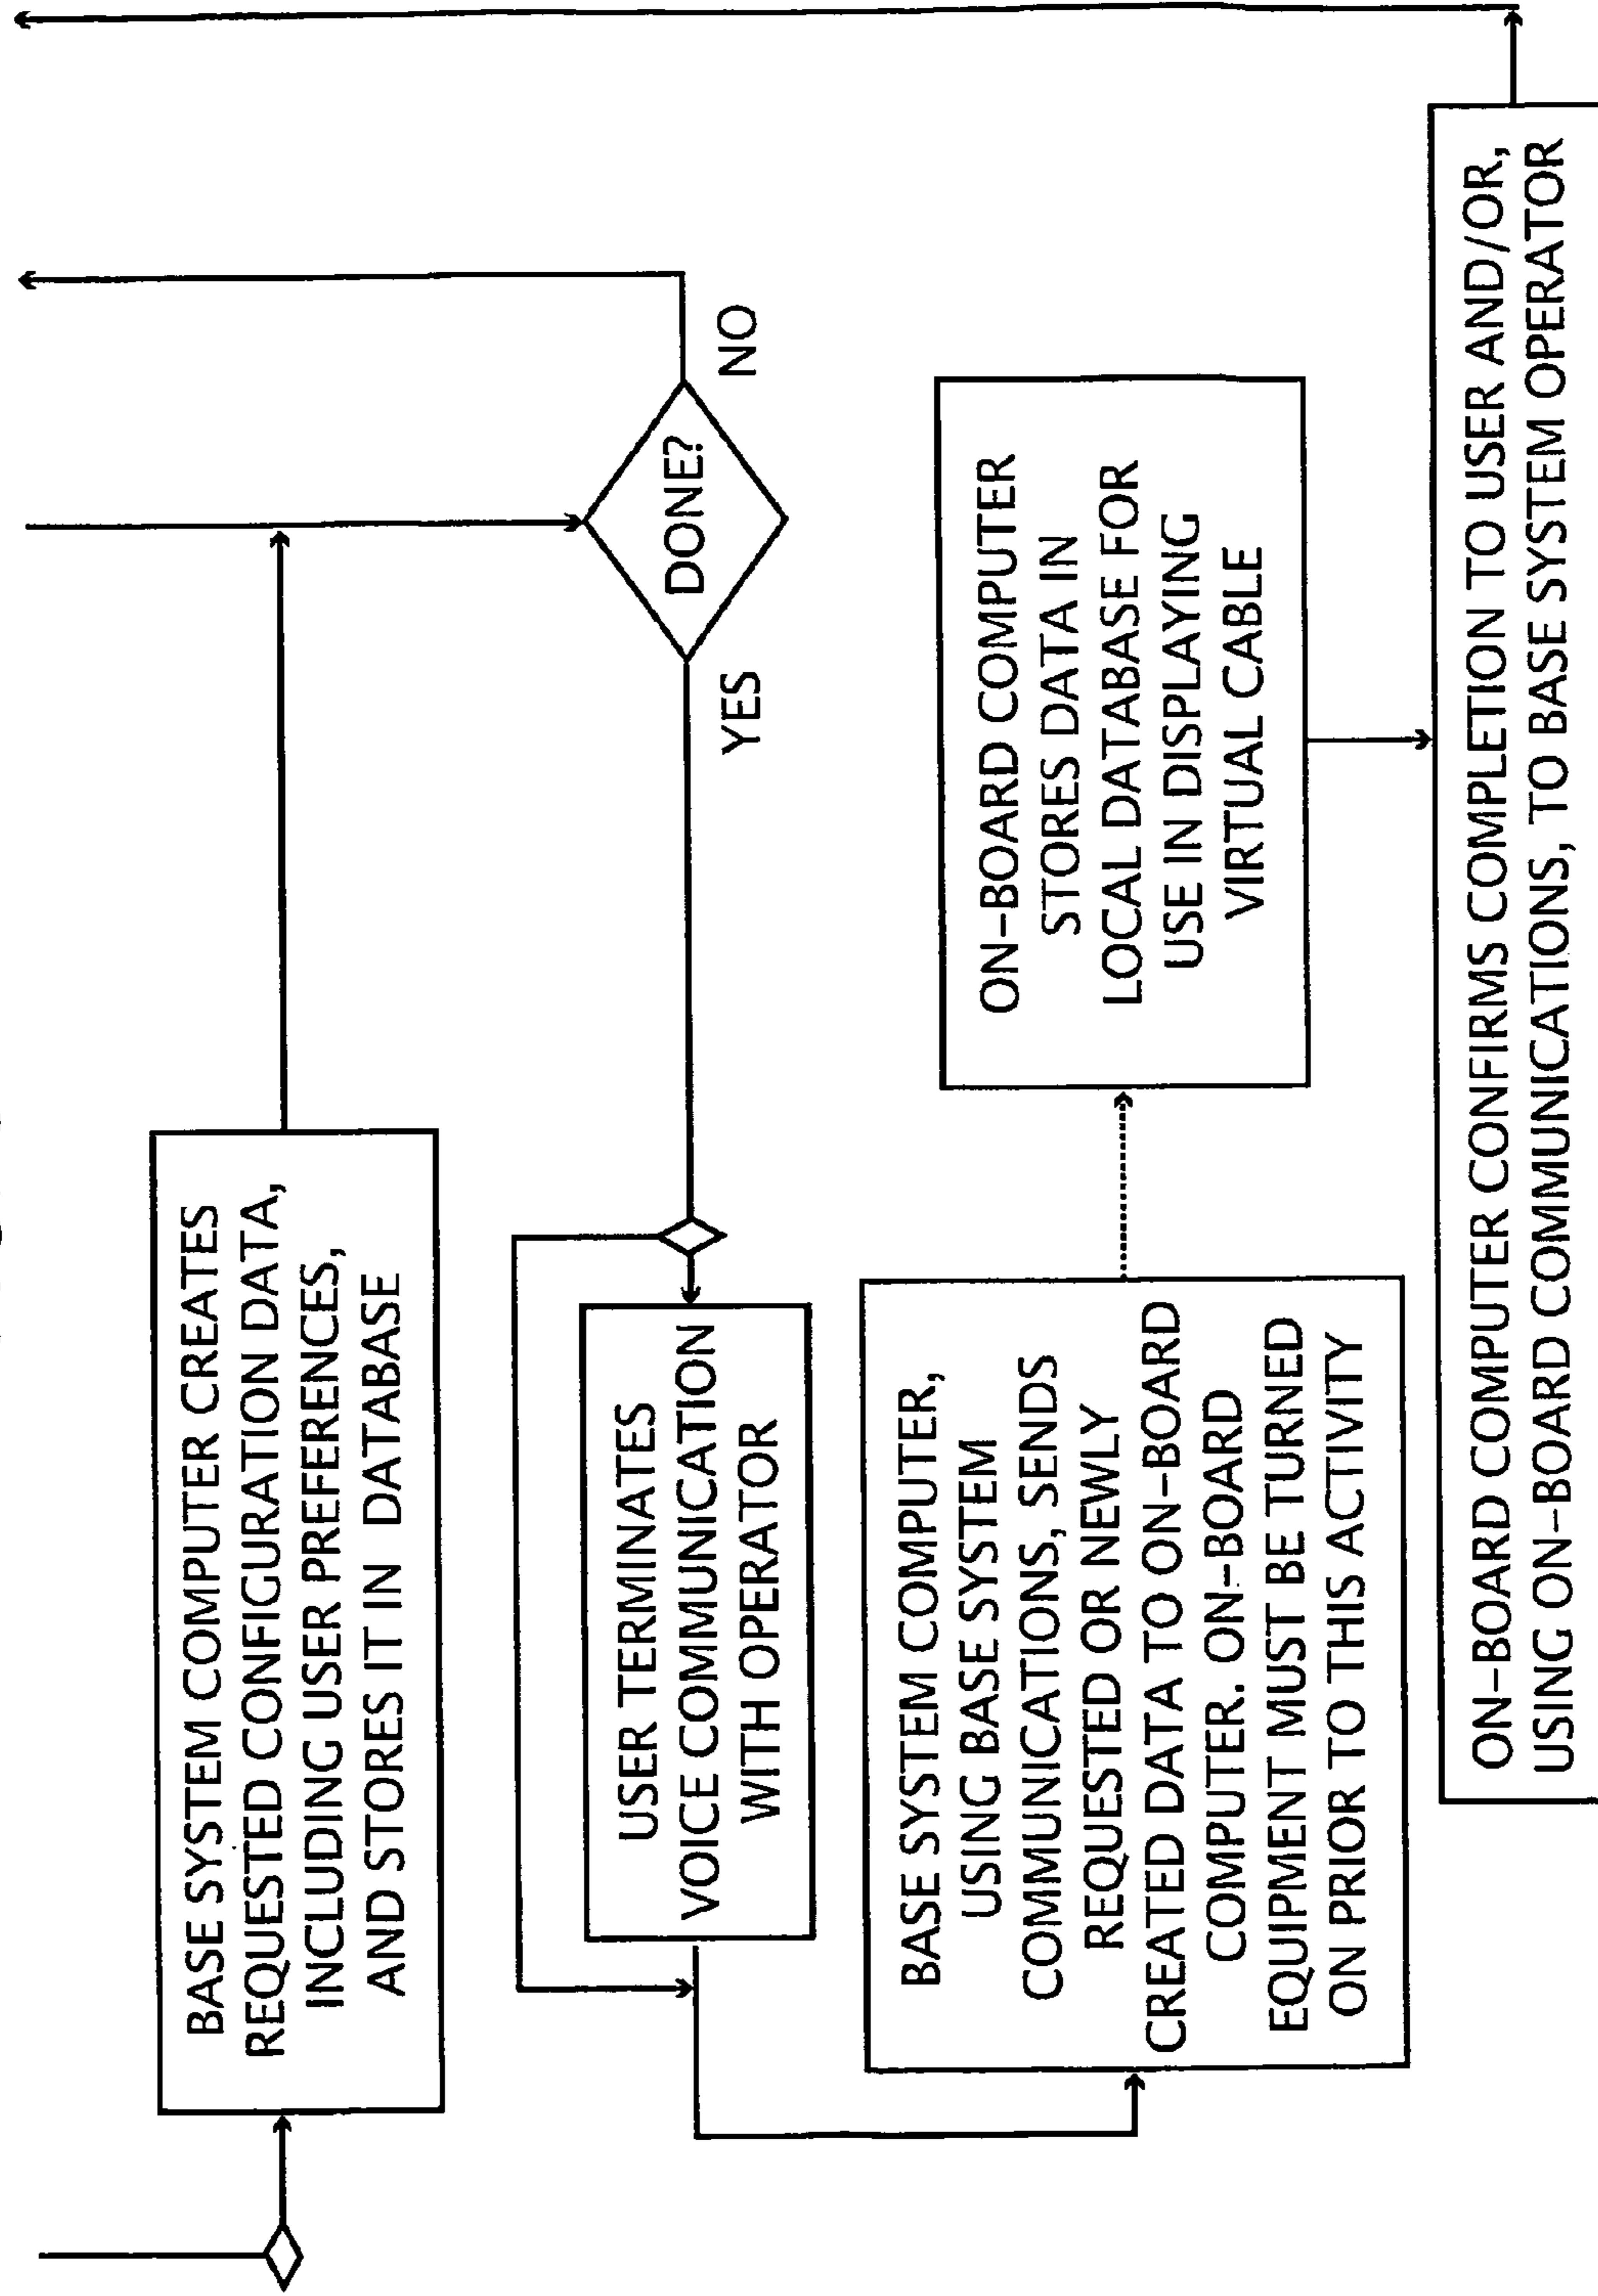 BASE SYSTEM COMPUTER CREATES
REQUESTED CONFIGURATION DATA,
INCLUDING USER PREFERENCES,
AND STORES IT IN DATABASE
DONE?
NO
YES
USER TERMINATES
VOICE COMMUNICATION
WITH OPERATOR
BASE SYSTEM COMPUTER,
USING BASE SYSTEM
COMMUNICATIONS, SENDS
REQUESTED OR NEWLY
CREATED DATA TO ON-BOARD
COMPUTER. ON-BOARD
EQUIPMENT MUST BE TURNED
ON PRIOR TO THIS ACTIVITY
ON-BOARD COMPUTER
STORES DATA IN
LOCAL DATABASE FOR
USE IN DISPLAYING
VIRTUAL CABLE
ON-BOARD COMPUTER CONFIRMS COMPLETION TO USER AND/OR,
USING ON-BOARD COMMUNICATIONS, TO BASE SYSTEM OPERATOR